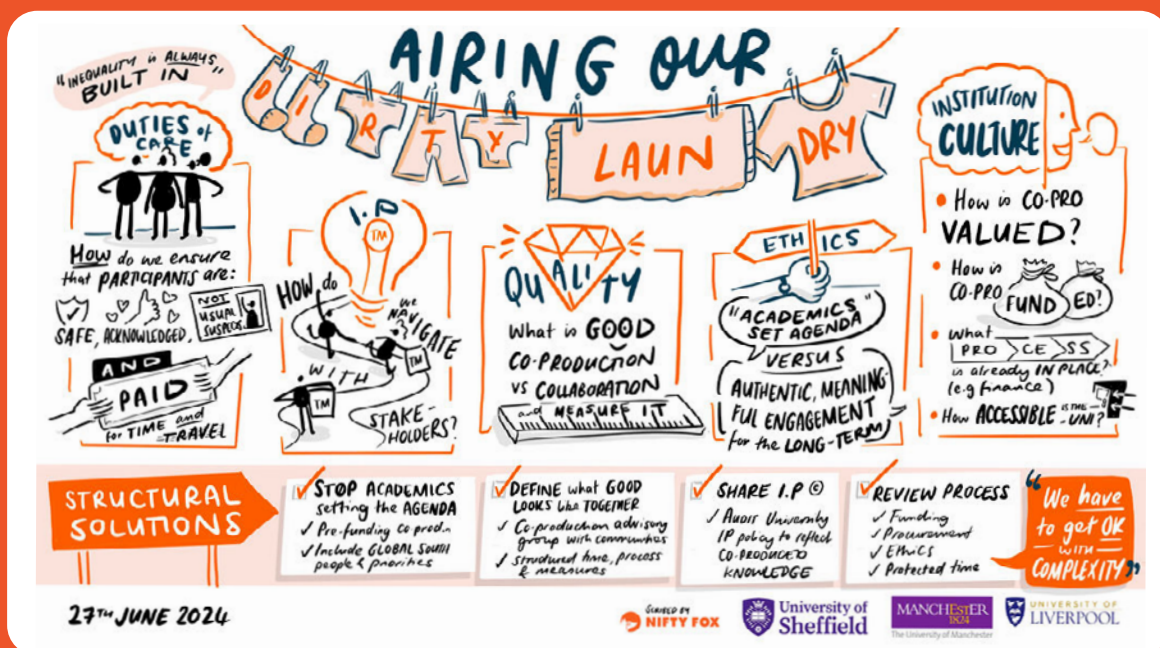 AIRING OUR
DIRTY
LAUN
DRY
"INEQUALITY is ALWAYS
BUILT IN"
DUTIES of
CARE
HOW do we ensure
that PARTICIPANTS are:
SAFE, ACKNOWLEDGED,
NOT
USUAL
SUSPECTS
AND
PAID
for TIME and
TRAVEL
I.P
TM
HOW do
we
NAVIGATE
TM
WITH
TM
STAKE-
HOLDERS?
QUALITY
What is GOOD
CO-PRODUCTION
VS COLLABORATION
and MEASURE IT
ETHICS
"ACADEMICS
SET AGENDA"
VERSUS
AUTHENTIC, MEANING-
FUL ENGAGEMENT
for the LONG-TERM
INSTITUTION
CULTURE
• How is CO-PRO
VALUED?
• How is
CO-PRO
FUND
ED?
• What
PRO CE SS
is already IN PLACE?
(e.g finance)
• How ACCESSIBLE is the UNI?
STRUCTURAL
SOLUTIONS
STOP ACADEMICS
setting the AGENDA
✓ Pre-funding Co prod.n
✓ Include GLOBAL SOUTH
people & priorities
DEFINE what GOOD
LOOKS like TOGETHER
✓ Co-production advisory
group with communities
✓ Structured time, process
& measures
SHARE I.P ©
✓ Audit University
IP policy to reflect
CO-PRODUCED
KNOWLEDGE
REVIEW PROCESS
✓ Funding
✓ Procurement
✓ Ethics
✓ Protected time
"We have
to get OK
WITH
COMPLEXITY"
27TH JUNE 2024
SCRIBED BY
NIFTY FOX
University of
Sheffield
MANCHESTER
1824
The University of Manchester
UNIVERSITY OF
LIVERPOOL